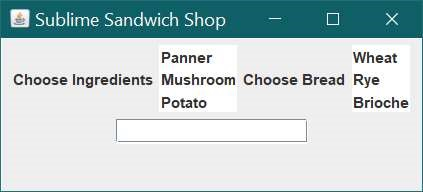 Sublime Sandwich Shop
Choose Ingredients
Panner
Mushroom
Potato
Choose Bread
Wheat
Rye
Brioche